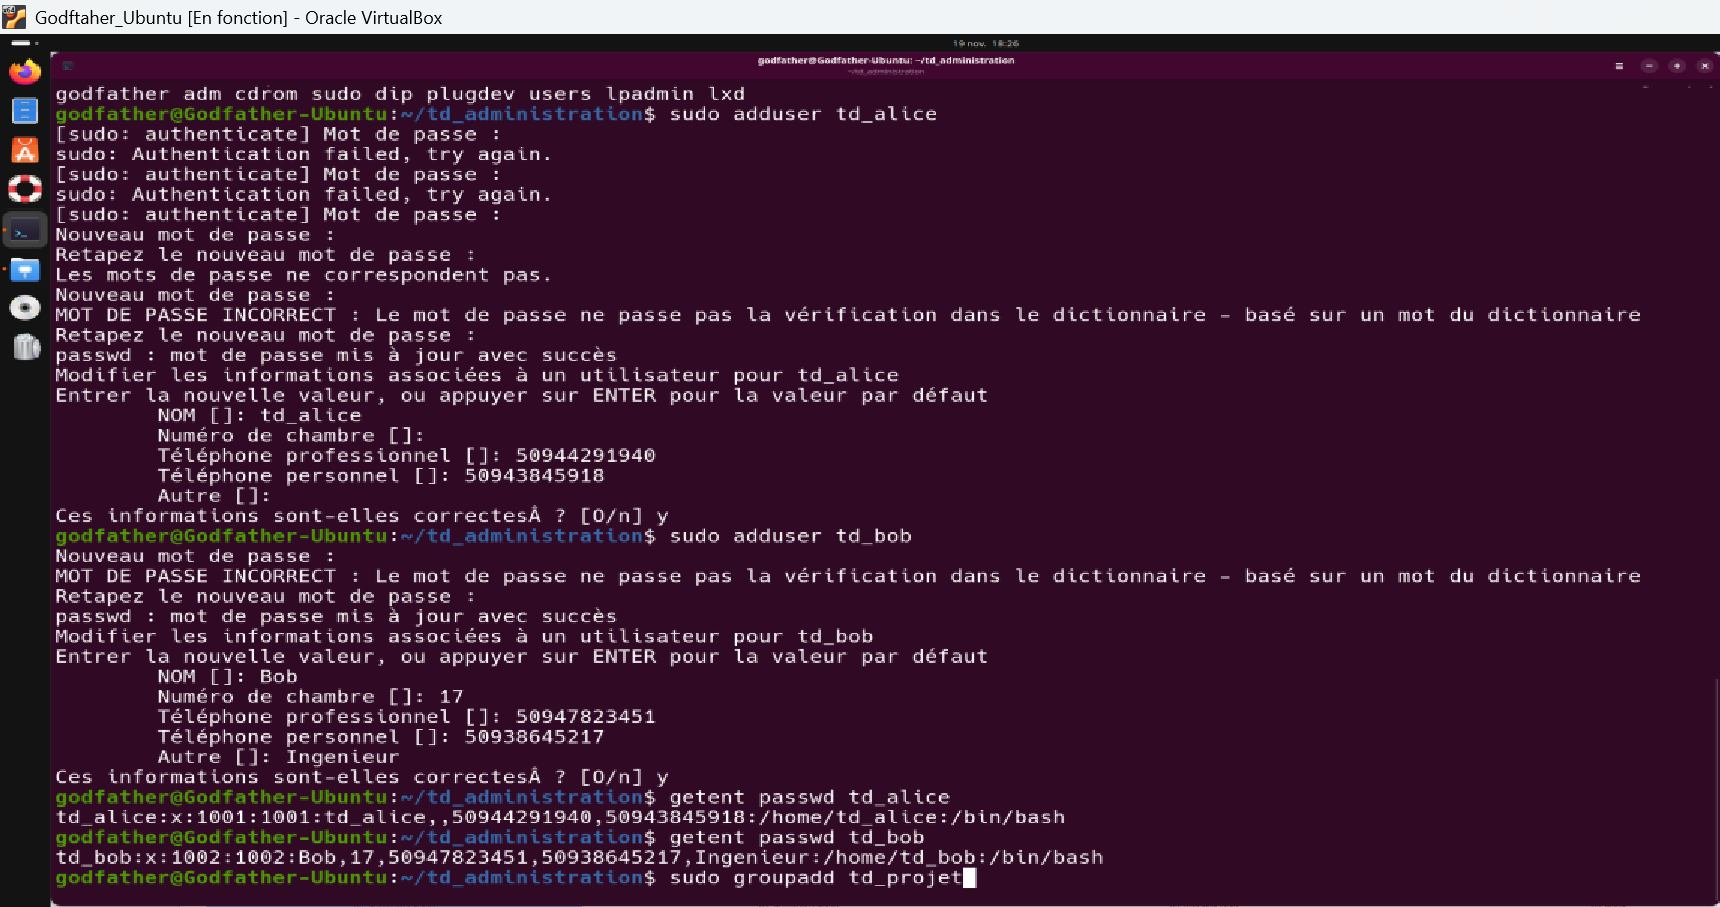 Godftaher_Ubuntu [En fonction] - Oracle VirtualBox
19 nov. 18:26
godfather@Godfather-Ubuntu: ~/td_administration
~/td_administration
godfather adm cdrom sudo dip plugdev users lpadmin lxd
godfather@Godfather-Ubuntu:~/td_administration$ sudo adduser td_alice
[sudo: authenticate] Mot de passe :
sudo: Authentication failed, try again.
[sudo: authenticate] Mot de passe :
sudo: Authentication failed, try again.
[sudo: authenticate] Mot de passe :
Nouveau mot de passe :
Retapez le nouveau mot de passe :
Les mots de passe ne correspondent pas.
Nouveau mot de passe :
MOT DE PASSE INCORRECT : Le mot de passe ne passe pas la vérification dans le dictionnaire – basé sur un mot du dictionnaire
Retapez le nouveau mot de passe :
passwd : mot de passe mis à jour avec succès
Modifier les informations associées à un utilisateur pour td_alice
Entrer la nouvelle valeur, ou appuyer sur ENTER pour la valeur par défaut
NOM []: td_alice
Numéro de chambre []:
Téléphone professionnel []: 50944291940
Téléphone personnel []: 50943845918
Autre []:
Ces informations sont-elles correctesÂ ? [O/n] y
godfather@Godfather-Ubuntu:~/td_administration$ sudo adduser td_bob
Nouveau mot de passe :
MOT DE PASSE INCORRECT : Le mot de passe ne passe pas la vérification dans le dictionnaire – basé sur un mot du dictionnaire
Retapez le nouveau mot de passe :
passwd : mot de passe mis à jour avec succès
Modifier les informations associées à un utilisateur pour td_bob
Entrer la nouvelle valeur, ou appuyer sur ENTER pour la valeur par défaut
NOM []: Bob
Numéro de chambre []: 17
Téléphone professionnel []: 50947823451
Téléphone personnel []: 50938645217
Autre []: Ingenieur
Ces informations sont-elles correctesÂ ? [O/n] y
godfather@Godfather-Ubuntu:~/td_administration$ getent passwd td_alice
td_alice:x:1001:1001:td_alice,,50944291940,50943845918:/home/td_alice:/bin/bash
godfather@Godfather-Ubuntu:~/td_administration$ getent passwd td_bob
td_bob:x:1002:1002:Bob,17,50947823451,50938645217,Ingenieur:/home/td_bob:/bin/bash
godfather@Godfather-Ubuntu:~/td_administration$ sudo groupadd td_projet